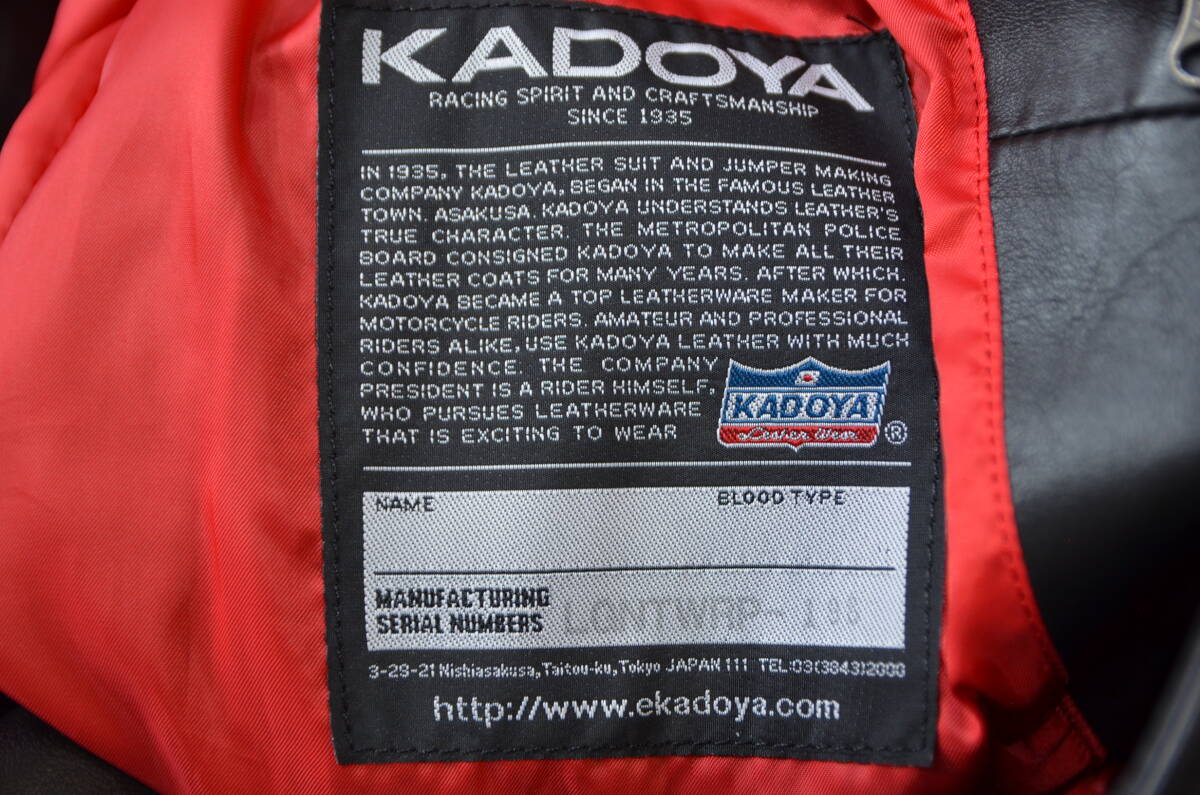 KADOYA
RACING SPIRIT AND CRAFTSMANSHIP
SINCE 1935
IN 1935, THE LEATHER SUIT AND JUMPER MAKING
COMPANY KADOYA, BEGAN IN THE FAMOUS LEATHER
TOWN, ASAKUSA. KADOYA UNDERSTANDS LEATHER'S
TRUE CHARACTER. THE METROPOLITAN POLICE
BOARD CONSIGNED KADOYA TO MAKE ALL THEIR
LEATHER COATS FOR MANY YEARS. AFTER WHICH,
KADOYA BECAME A TOP LEATHERWARE MAKER FOR
MOTORCYCLE RIDERS. AMATEUR AND PROFESSIONAL
RIDERS ALIKE, USE KADOYA LEATHER WITH MUCH
CONFIDENCE. THE COMPANY
PRESIDENT IS A RIDER HIMSELF,
WHO PURSUES LEATHERWARE
THAT IS EXCITING TO WEAR
KADOYA
Leather Wear
®
NAME
BLOOD TYPE
MANUFACTURING
SERIAL NUMBERS
3-29-21 Nishiasakusa, Taitou-ku, Tokyo JAPAN 111 TEL:03(3843)2000
http://www.ekadoya.com